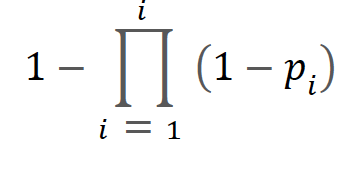 1 − ∏_{i = 1}^{i} (1 − p_i)